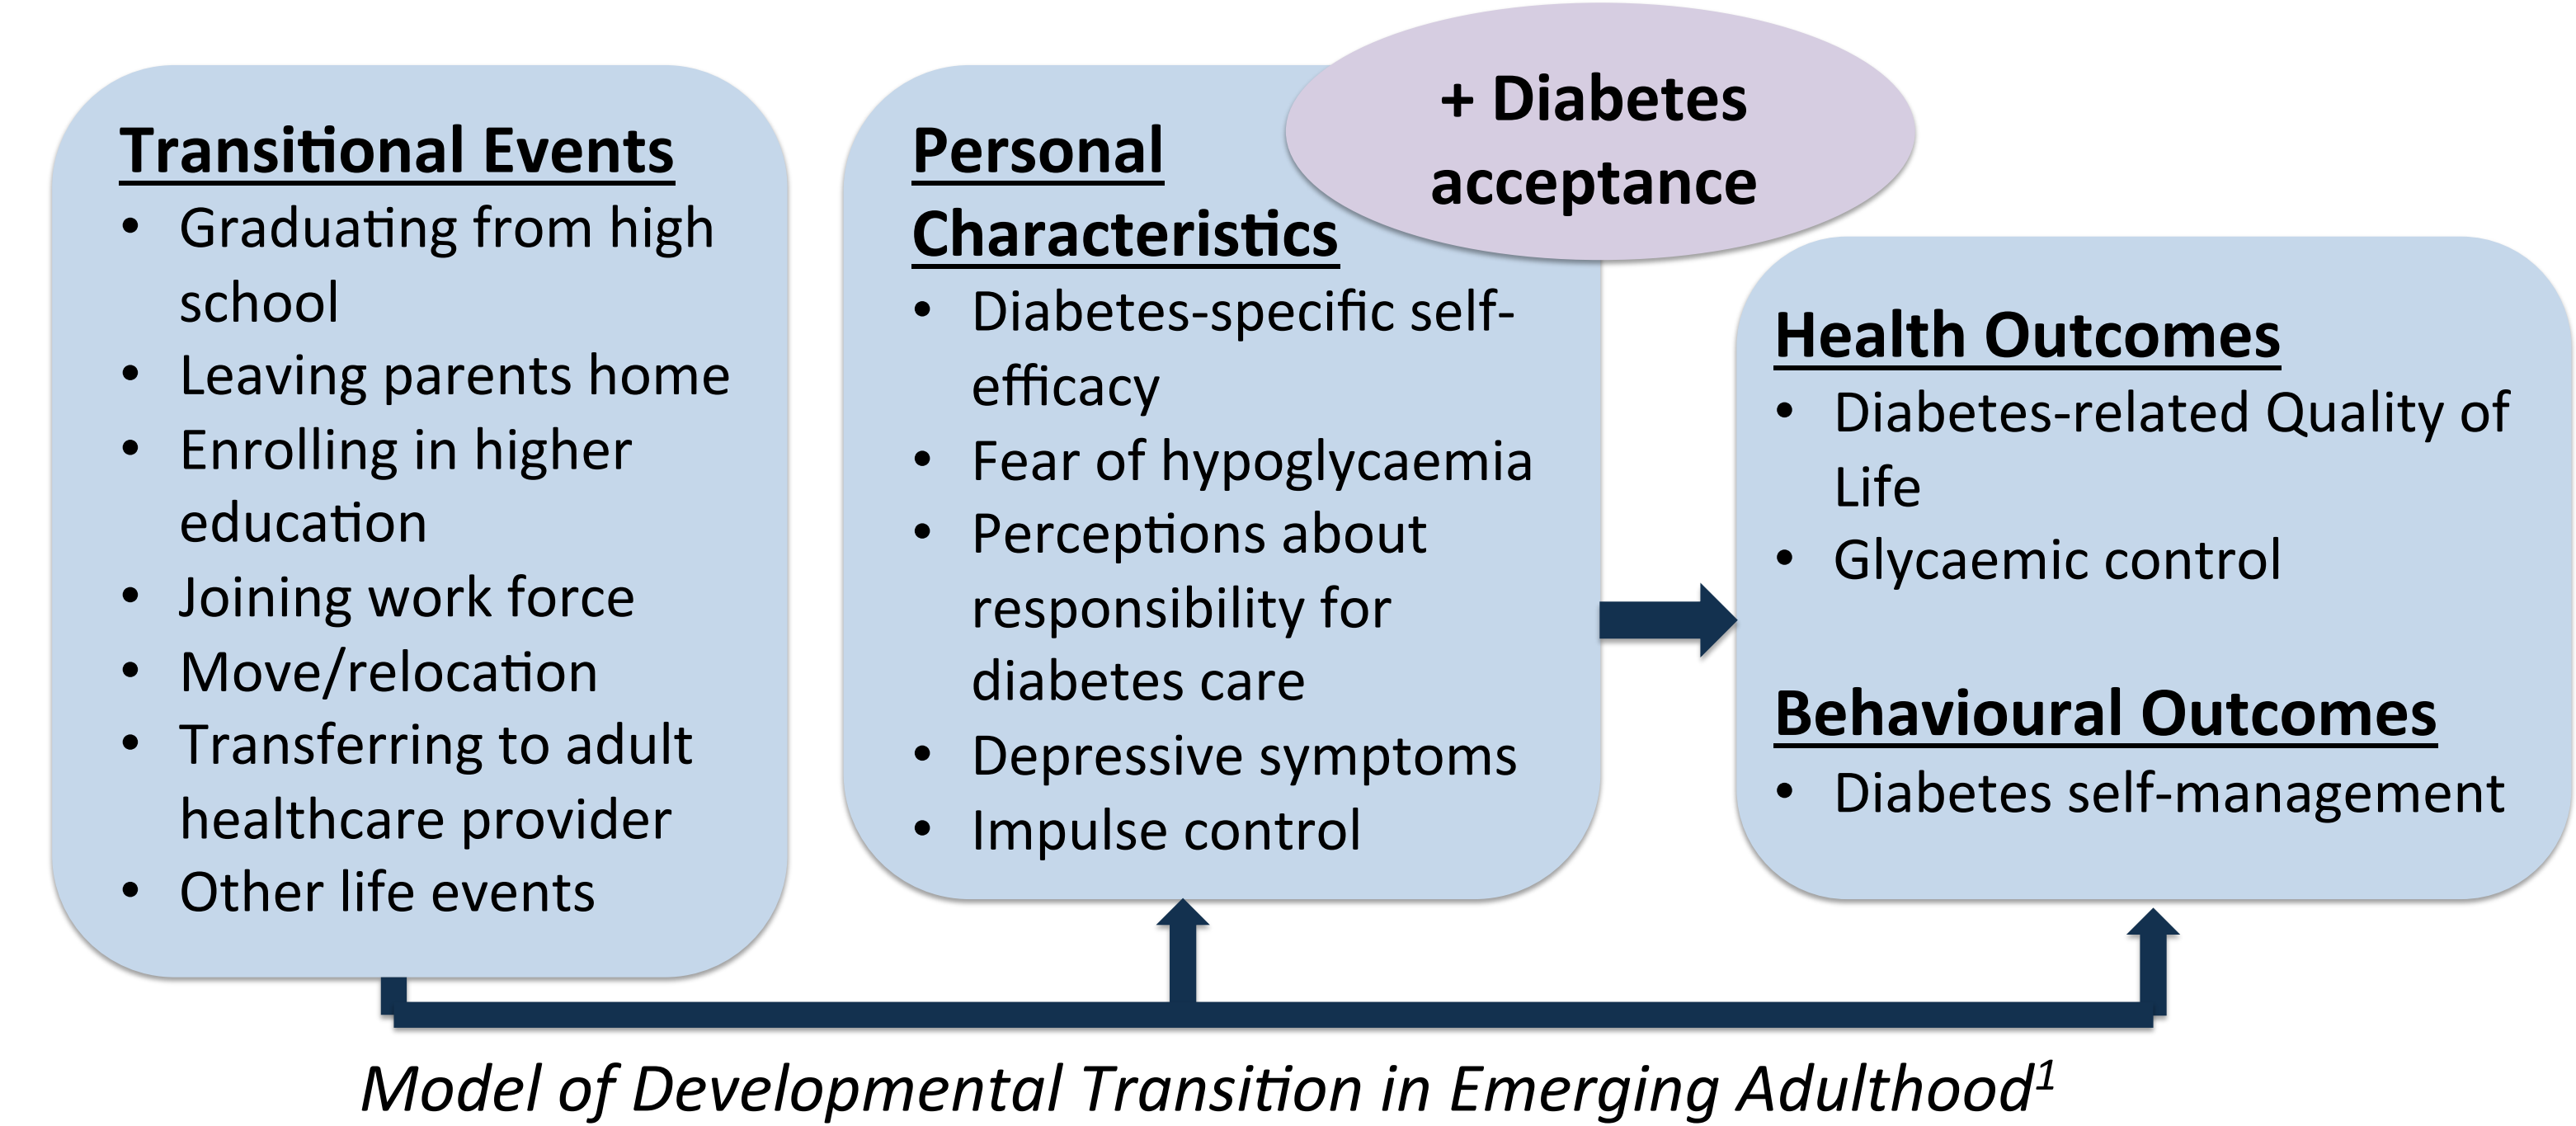 Transitional Events
• Graduating from high
school
• Leaving parents home
• Enrolling in higher
education
• Joining work force
• Move/relocation
• Transferring to adult
healthcare provider
• Other life events
Personal
Characteristics
• Diabetes-specific self-
efficacy
• Fear of hypoglycaemia
• Perceptions about
responsibility for
diabetes care
• Depressive symptoms
• Impulse control
+ Diabetes
acceptance
Health Outcomes
• Diabetes-related Quality of
Life
• Glycaemic control
Behavioural Outcomes
• Diabetes self-management
Model of Developmental Transition in Emerging Adulthood¹